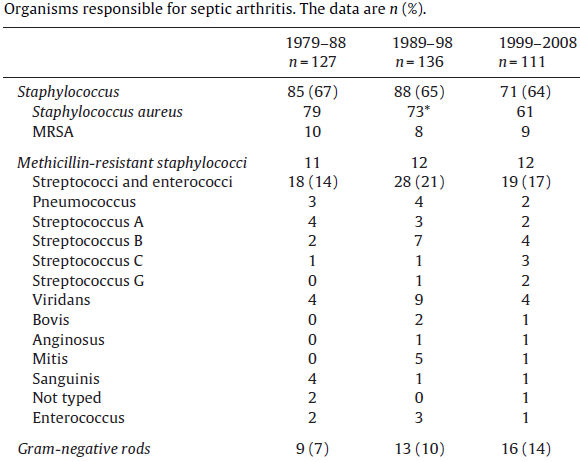 Organisms responsible for septic arthritis. The data are n (%).
1979–88 1989–98 1999–2008
n = 127 n = 136 n = 111
Staphylococcus 85 (67) 88 (65) 71 (64)
Staphylococcus aureus 79 73* 61
MRSA 10 8 9
Methicillin-resistant staphylococci 11 12 12
Streptococci and enterococci 18 (14) 28 (21) 19 (17)
Pneumococcus 3 4 2
Streptococcus A 4 3 2
Streptococcus B 2 7 4
Streptococcus C 1 1 3
Streptococcus G 0 1 2
Viridans 4 9 4
Bovis 0 2 1
Anginosus 0 1 1
Mitis 0 5 1
Sanguinis 4 1 1
Not typed 2 0 1
Enterococcus 2 3 1
Gram-negative rods 9 (7) 13 (10) 16 (14)